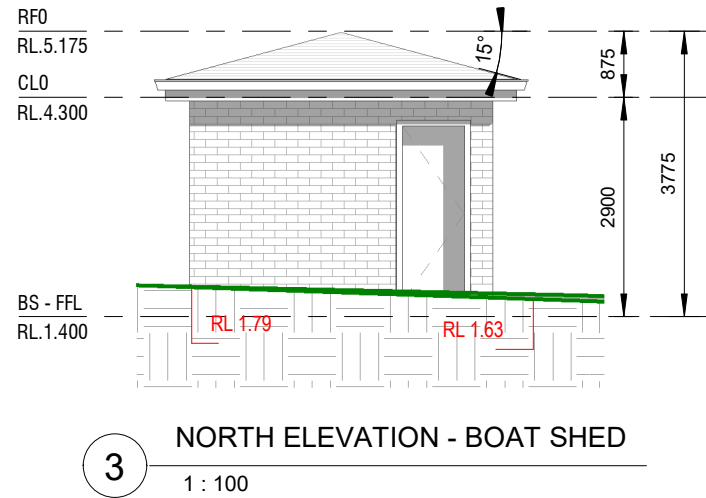 RF0
RL.5.175
CL0
RL.4.300
15°
875
2900
3775
BS - FFL
RL.1.400
RL 1.79
RL 1.63
3
NORTH ELEVATION - BOAT SHED
1 : 100